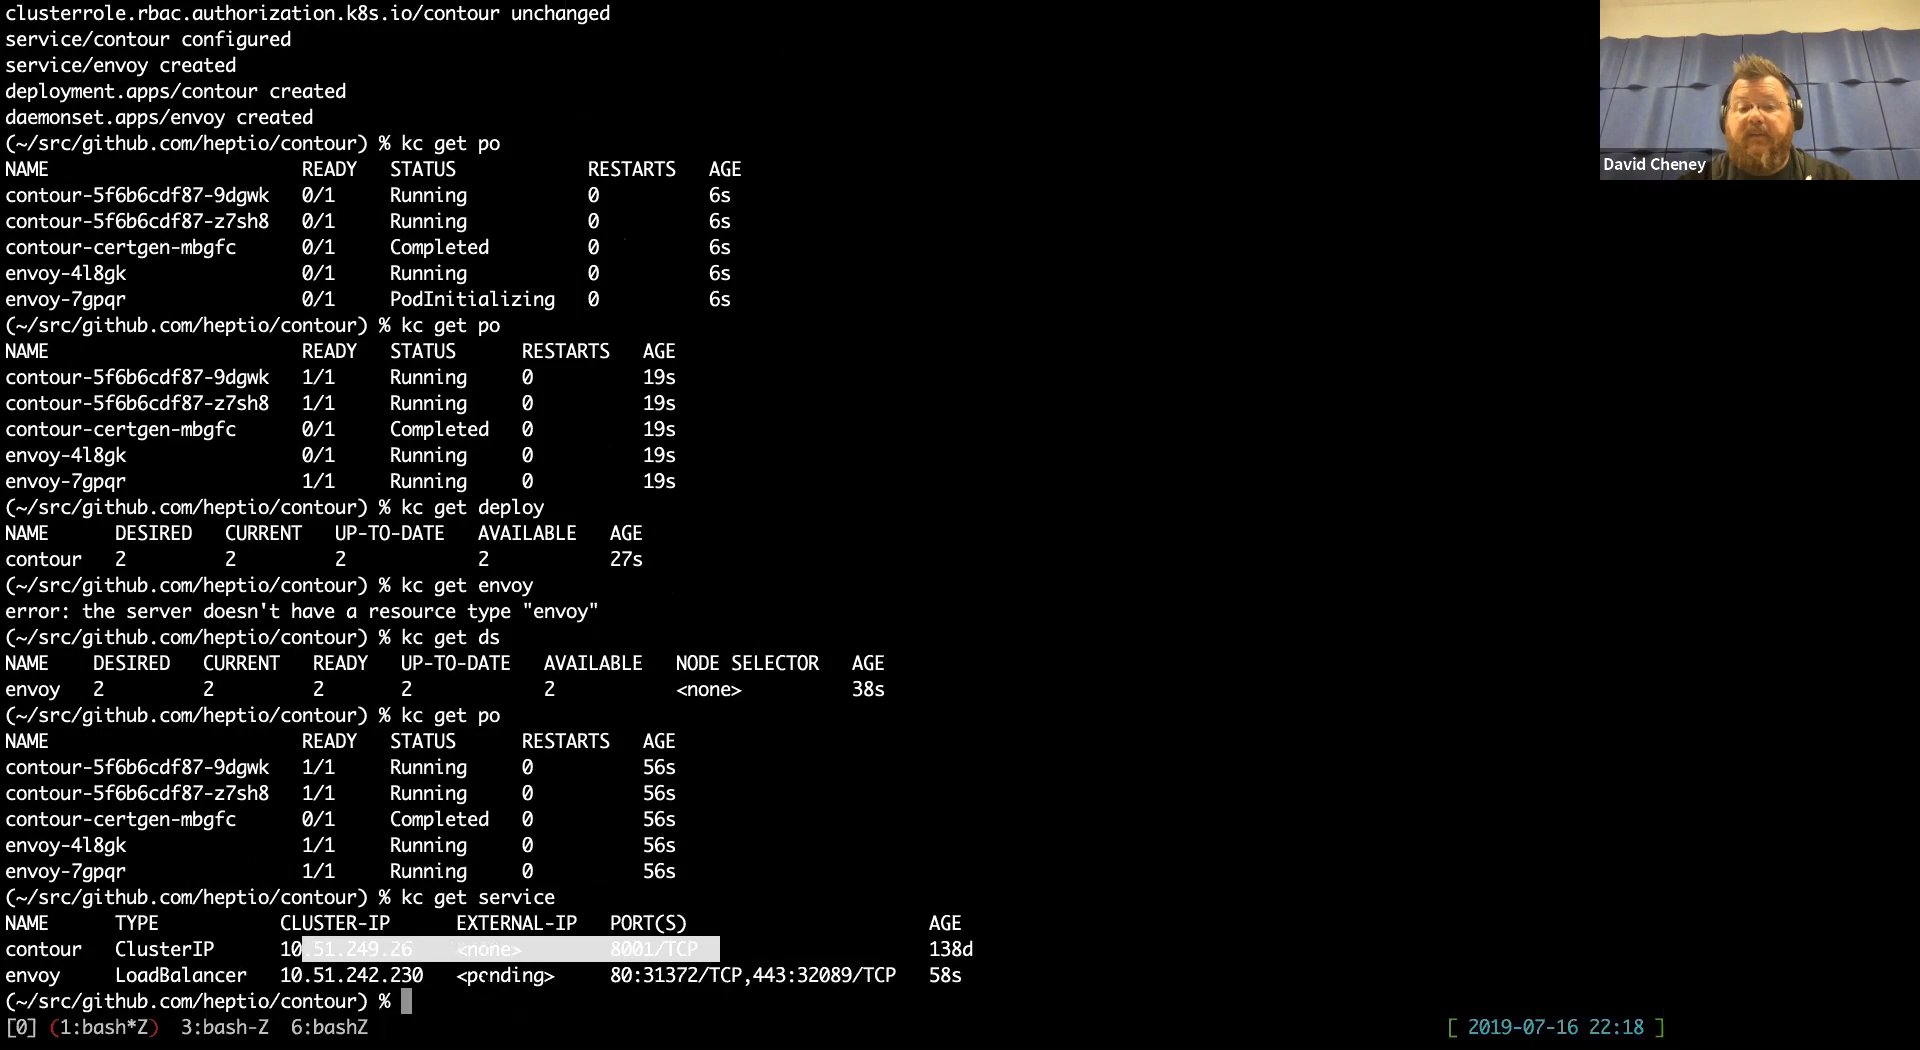 clusterrole.rbac.authorization.k8s.io/contour unchanged
service/contour configured
service/envoy created
deployment.apps/contour created
daemonset.apps/envoy created
(~/src/github.com/heptio/contour) % kc get po
NAME READY STATUS RESTARTS AGE
contour-5f6b6cdf87-9dgwk 0/1 Running 0 6s
contour-5f6b6cdf87-z7sh8 0/1 Running 0 6s
contour-certgen-mbgfc 0/1 Completed 0 6s
envoy-4l8gk 0/1 Running 0 6s
envoy-7gpqr 0/1 PodInitializing 0 6s
(~/src/github.com/heptio/contour) % kc get po
NAME READY STATUS RESTARTS AGE
contour-5f6b6cdf87-9dgwk 1/1 Running 0 19s
contour-5f6b6cdf87-z7sh8 1/1 Running 0 19s
contour-certgen-mbgfc 0/1 Completed 0 19s
envoy-4l8gk 0/1 Running 0 19s
envoy-7gpqr 1/1 Running 0 19s
(~/src/github.com/heptio/contour) % kc get deploy
NAME DESIRED CURRENT UP-TO-DATE AVAILABLE AGE
contour 2 2 2 2 27s
(~/src/github.com/heptio/contour) % kc get envoy
error: the server doesn't have a resource type "envoy"
(~/src/github.com/heptio/contour) % kc get ds
NAME DESIRED CURRENT READY UP-TO-DATE AVAILABLE NODE SELECTOR AGE
envoy 2 2 2 2 2 <none> 38s
(~/src/github.com/heptio/contour) % kc get po
NAME READY STATUS RESTARTS AGE
contour-5f6b6cdf87-9dgwk 1/1 Running 0 56s
contour-5f6b6cdf87-z7sh8 1/1 Running 0 56s
contour-certgen-mbgfc 0/1 Completed 0 56s
envoy-4l8gk 1/1 Running 0 56s
envoy-7gpqr 1/1 Running 0 56s
(~/src/github.com/heptio/contour) % kc get service
NAME TYPE CLUSTER-IP EXTERNAL-IP PORT(S) AGE
contour ClusterIP 10.51.249.26 <none> 8001/TCP 138d
envoy LoadBalancer 10.51.242.230 <pending> 80:31372/TCP,443:32089/TCP 58s
(~/src/github.com/heptio/contour) %
[0] (1:bash*Z) 3:bash-Z 6:bashZ [ 2019-07-16 22:18 ]
David Cheney